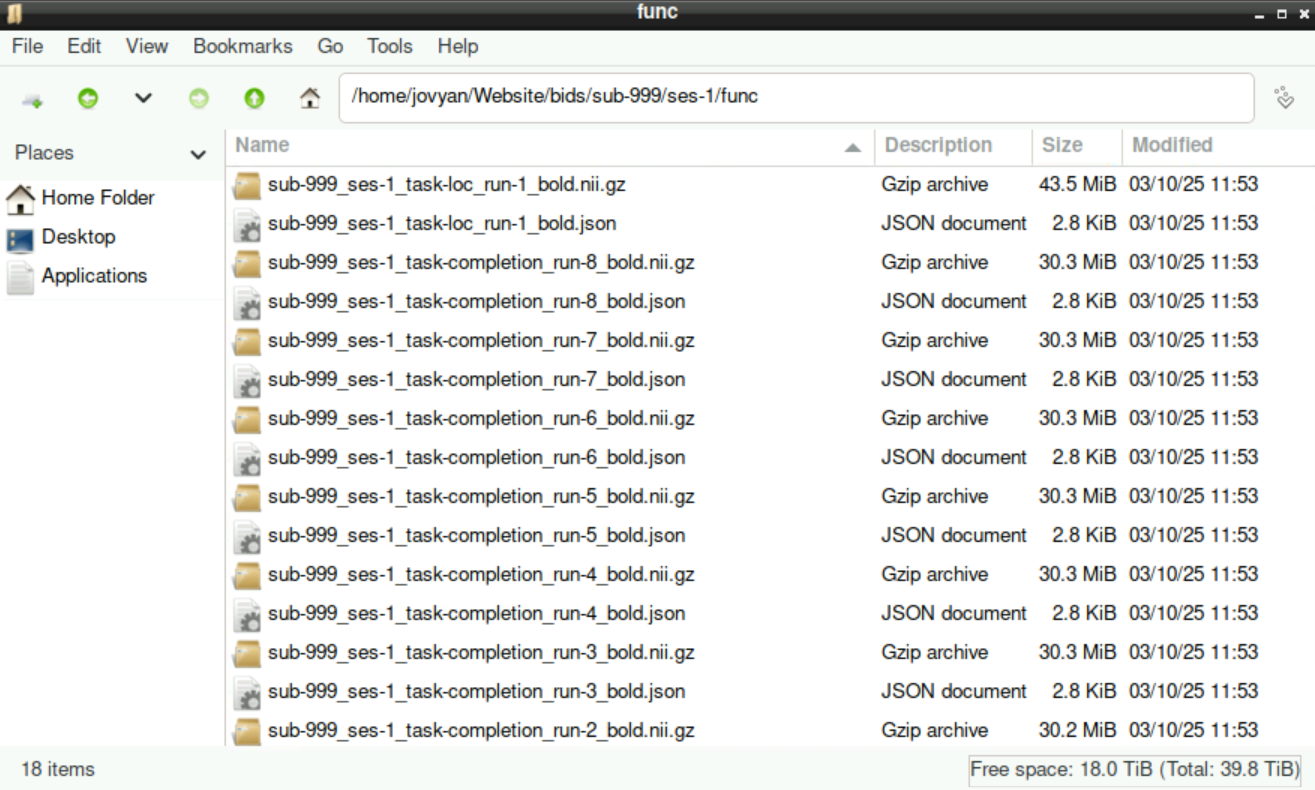 func
File Edit View Bookmarks Go Tools Help
/home/jovyan/Website/bids/sub-999/ses-1/func
Places
Home Folder
Desktop
Applications
Name Description Size Modified
sub-999_ses-1_task-loc_run-1_bold.nii.gz Gzip archive 43.5 MiB 03/10/25 11:53
sub-999_ses-1_task-loc_run-1_bold.json JSON document 2.8 KiB 03/10/25 11:53
sub-999_ses-1_task-completion_run-8_bold.nii.gz Gzip archive 30.3 MiB 03/10/25 11:53
sub-999_ses-1_task-completion_run-8_bold.json JSON document 2.8 KiB 03/10/25 11:53
sub-999_ses-1_task-completion_run-7_bold.nii.gz Gzip archive 30.3 MiB 03/10/25 11:53
sub-999_ses-1_task-completion_run-7_bold.json JSON document 2.8 KiB 03/10/25 11:53
sub-999_ses-1_task-completion_run-6_bold.nii.gz Gzip archive 30.3 MiB 03/10/25 11:53
sub-999_ses-1_task-completion_run-6_bold.json JSON document 2.8 KiB 03/10/25 11:53
sub-999_ses-1_task-completion_run-5_bold.nii.gz Gzip archive 30.3 MiB 03/10/25 11:53
sub-999_ses-1_task-completion_run-5_bold.json JSON document 2.8 KiB 03/10/25 11:53
sub-999_ses-1_task-completion_run-4_bold.nii.gz Gzip archive 30.3 MiB 03/10/25 11:53
sub-999_ses-1_task-completion_run-4_bold.json JSON document 2.8 KiB 03/10/25 11:53
sub-999_ses-1_task-completion_run-3_bold.nii.gz Gzip archive 30.3 MiB 03/10/25 11:53
sub-999_ses-1_task-completion_run-3_bold.json JSON document 2.8 KiB 03/10/25 11:53
sub-999_ses-1_task-completion_run-2_bold.nii.gz Gzip archive 30.2 MiB 03/10/25 11:53
18 items
Free space: 18.0 TiB (Total: 39.8 TiB)